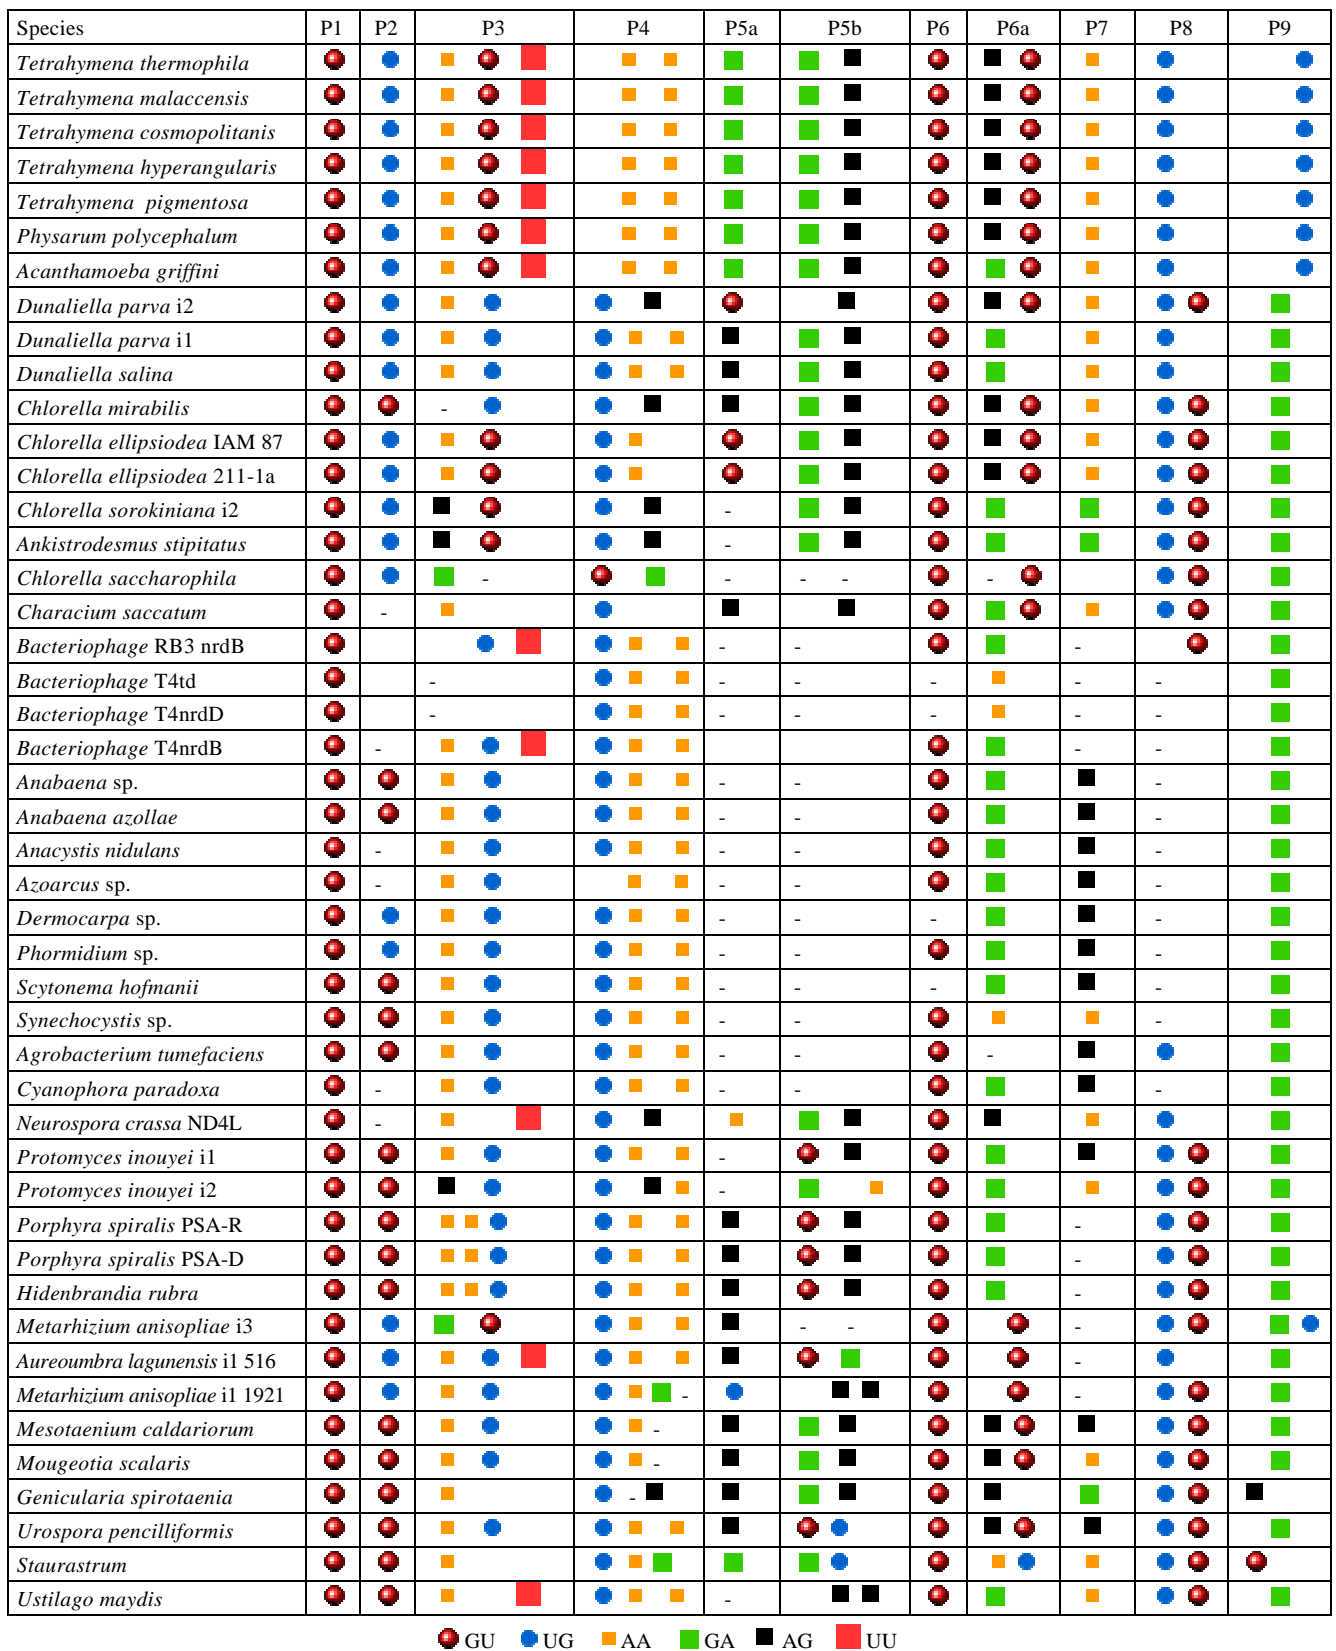 Species P1 P2 P3 P4 P5a P5b P6 P6a P7 P8 P9
Tetrahymena thermophila
Tetrahymena malaccensis
Tetrahymena cosmopolitanis
Tetrahymena hyperangularis
Tetrahymena pigmentosa
Physarum polycephalum
Acanthamoeba griffini
Dunaliella parva i2
Dunaliella parva i1
Dunaliella salina
Chlorella mirabilis -
Chlorella ellipsiodea IAM 87
Chlorella ellipsiodea 211-1a
Chlorella sorokiniana i2 -
Ankistrodesmus stipitatus -
Chlorella saccharophila - - - - -
Characium saccatum -
Bacteriophage RB3 nrdB - - -
Bacteriophage T4td - - - - - -
Bacteriophage T4nrdD - - - - - -
Bacteriophage T4nrdB - - -
Anabaena sp. - - -
Anabaena azollae - - -
Anacystis nidulans - - - -
Azoarcus sp. - - - -
Dermocarpa sp. - - - -
Phormidium sp. - - -
Scytonema hofmanii - - - -
Synechocystis sp. - - -
Agrobacterium tumefaciens - - -
Cyanophora paradoxa - - - -
Neurospora crassa ND4L -
Protomyces inouyei i1 -
Protomyces inouyei i2 -
Porphyra spiralis PSA-R -
Porphyra spiralis PSA-D -
Hidenbrandia rubra -
Metarhizium anisopliae i3 - - -
Aureoumbra lagunensis i1 516 -
Metarhizium anisopliae i1 1921 - -
Mesotaenium caldariorum -
Mougeotia scalaris -
Genicularia spirotaenia -
Urospora pencilliformis
Staurastrum
Ustilago maydis -
GU UG AA GA AG UU